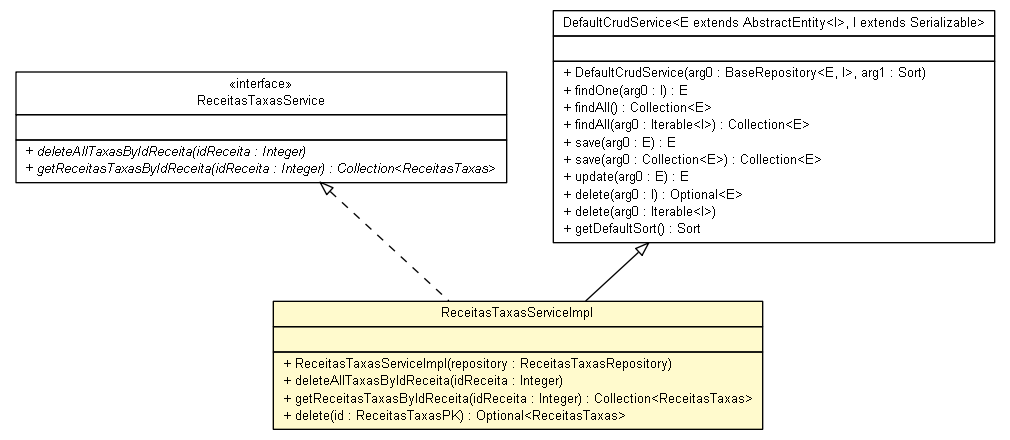 «interface»
ReceitasTaxasService
+ deleteAllTaxasByIdReceita(idReceita : Integer)
+ getReceitasTaxasByIdReceita(idReceita : Integer) : Collection<ReceitasTaxas>
DefaultCrudService<E extends AbstractEntity<I>, I extends Serializable>
+ DefaultCrudService(arg0 : BaseRepository<E, I>, arg1 : Sort)
+ findOne(arg0 : I) : E
+ findAll() : Collection<E>
+ findAll(arg0 : Iterable<I>) : Collection<E>
+ save(arg0 : E) : E
+ save(arg0 : Collection<E>) : Collection<E>
+ update(arg0 : E) : E
+ delete(arg0 : I) : Optional<E>
+ delete(arg0 : Iterable<I>)
+ getDefaultSort() : Sort
ReceitasTaxasServiceImpl
+ ReceitasTaxasServiceImpl(repository : ReceitasTaxasRepository)
+ deleteAllTaxasByIdReceita(idReceita : Integer)
+ getReceitasTaxasByIdReceita(idReceita : Integer) : Collection<ReceitasTaxas>
+ delete(id : ReceitasTaxasPK) : Optional<ReceitasTaxas>